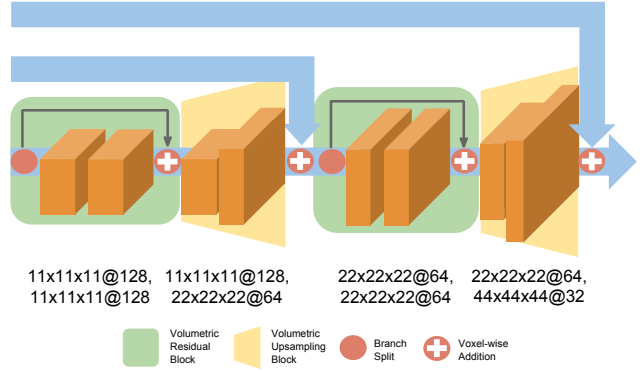 11x11x11@128, 11x11x11@128, 22x22x22@64, 22x22x22@64,
11x11x11@128 22x22x22@64 22x22x22@64 44x44x44@32
Volumetric
Residual
Block
Volumetric
Upsampling
Block
Branch
Split
Voxel-wise
Addition